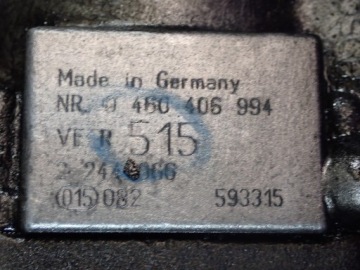 Made in Germany
NR. 0 460 406 994
VE R 515
(015)082 593315